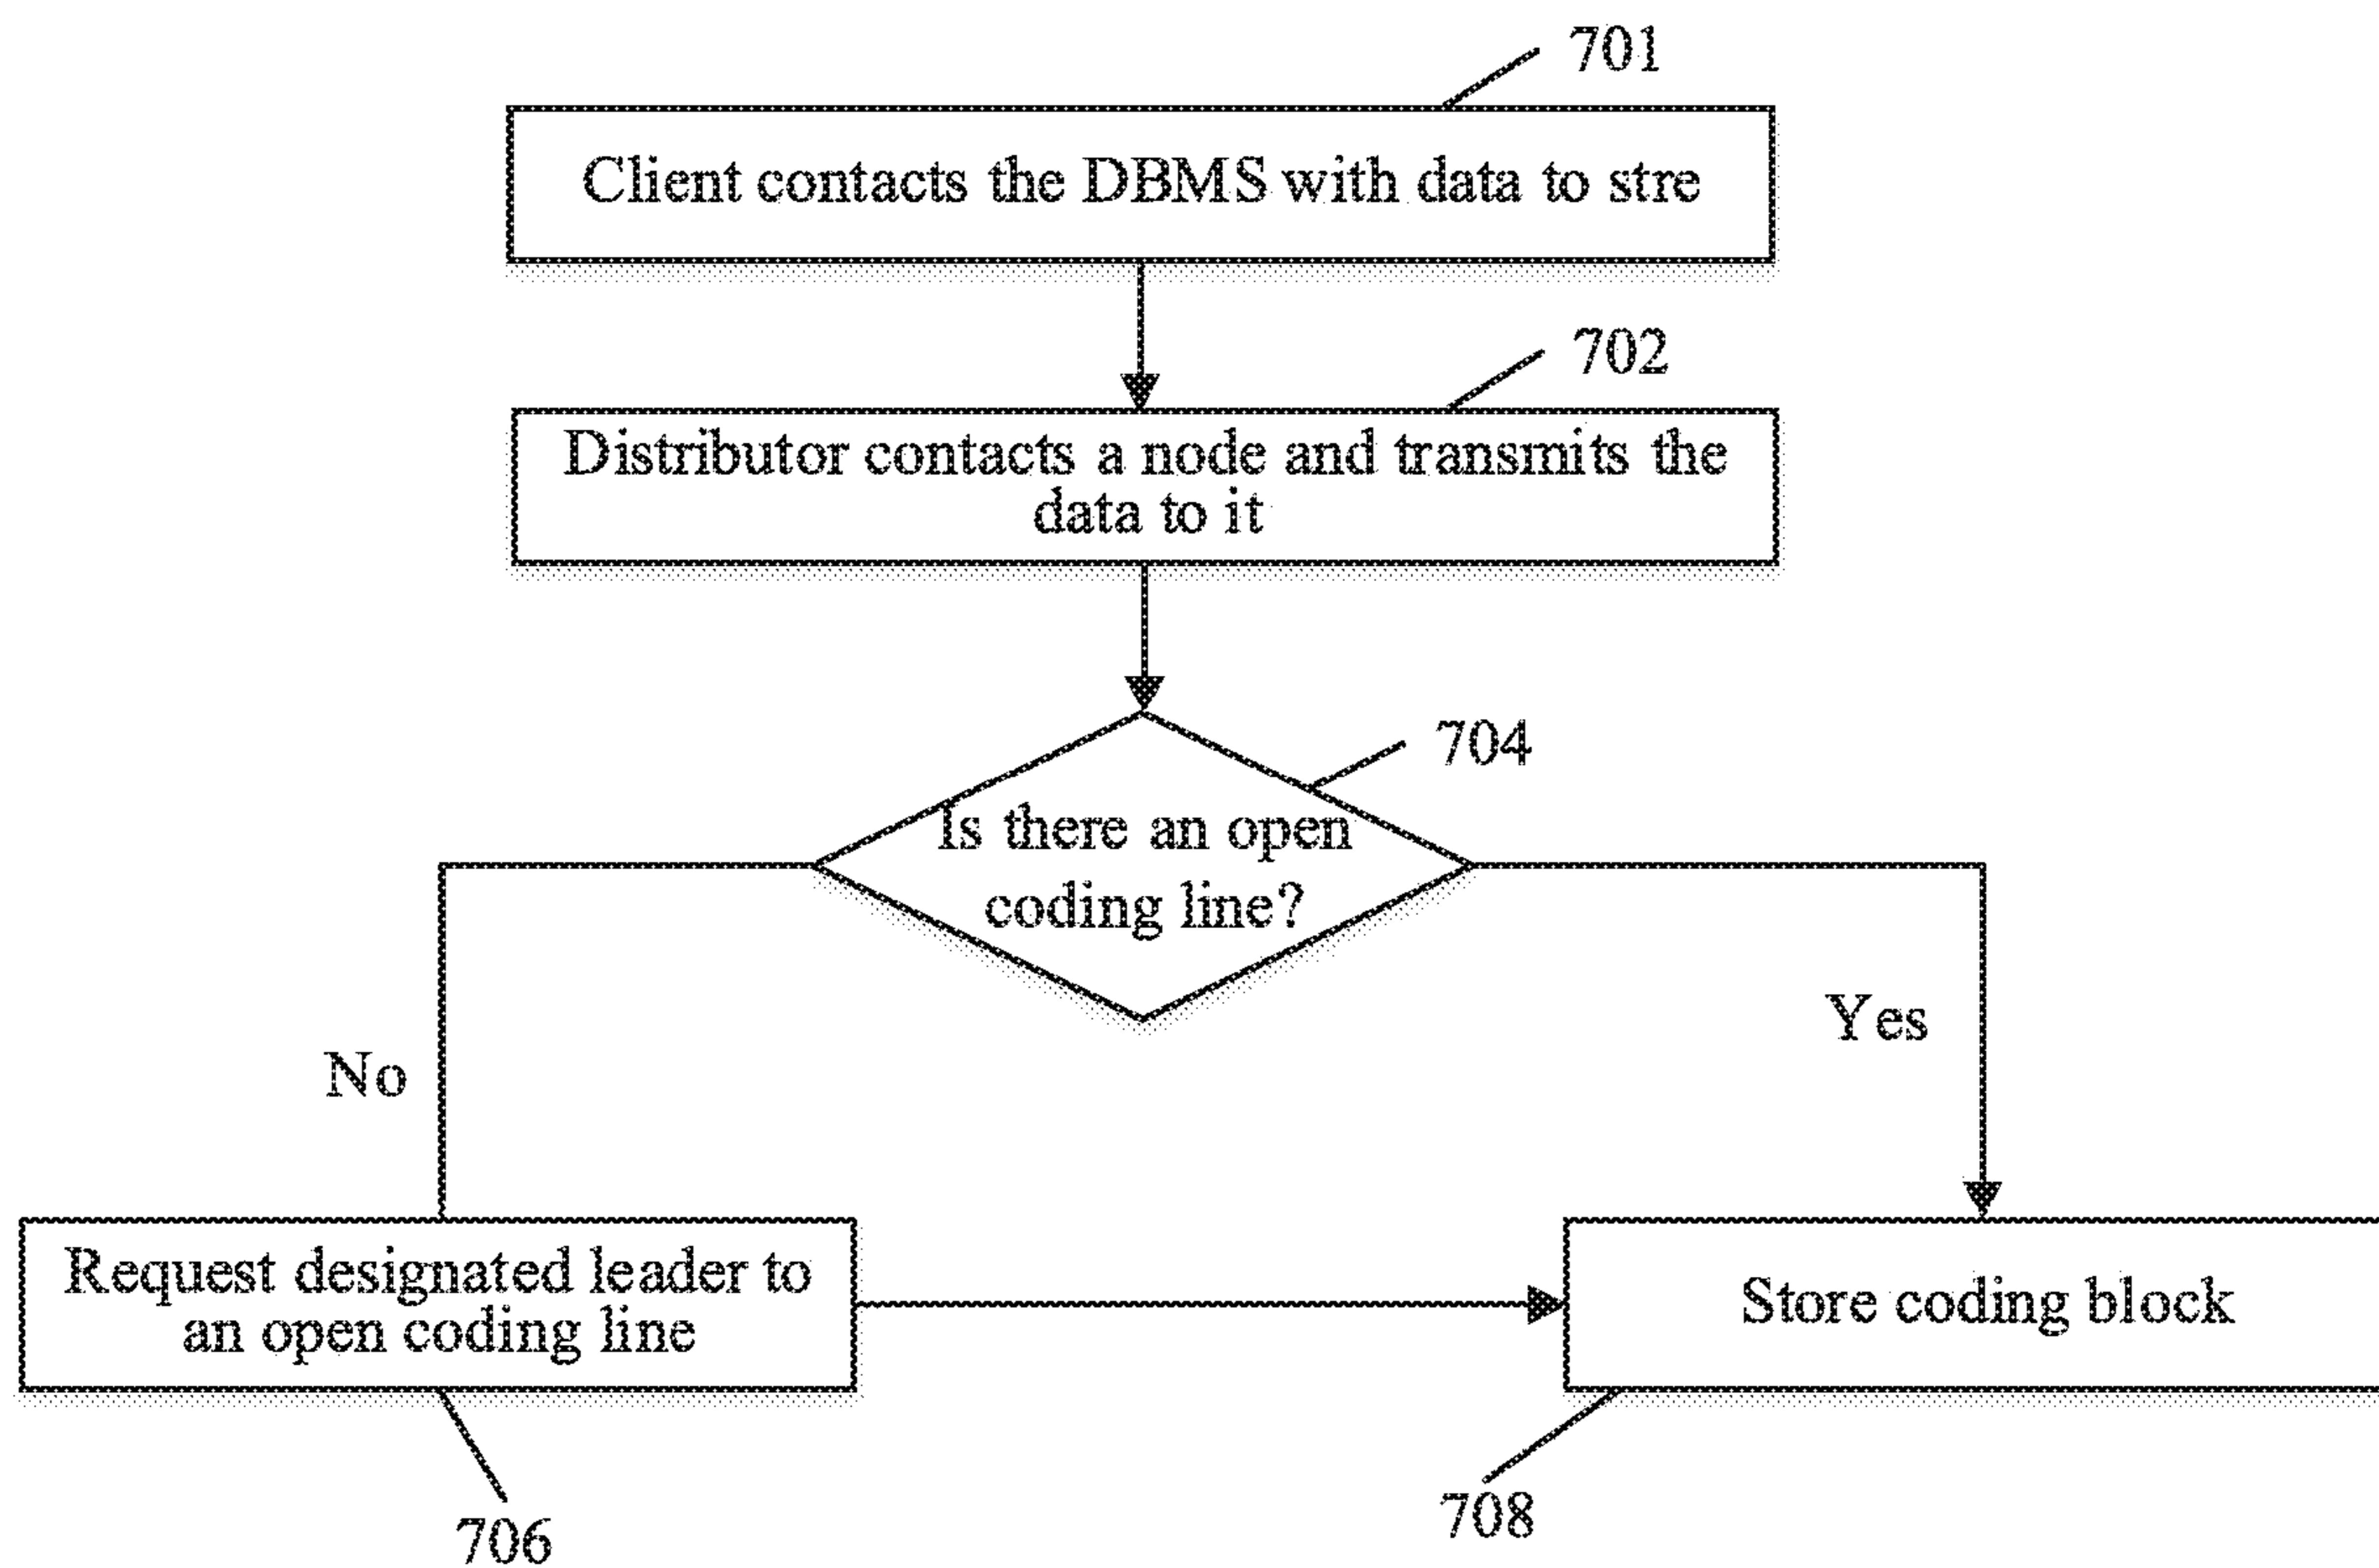 701
Client contacts the DBMS with data to stre
702
Distributor contacts a node and transmits the
data to it
704
Is there an open
coding line?
No
Yes
Request designated leader to
an open coding line
Store coding block
706
708